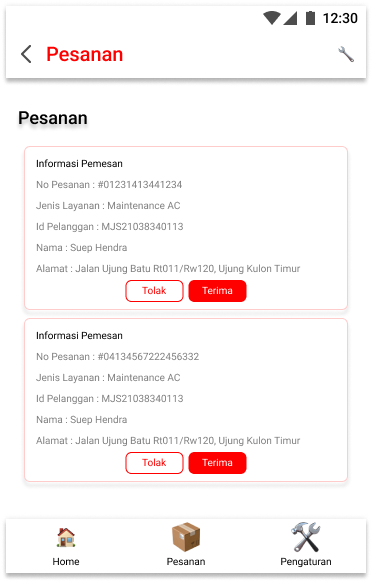 12:30
Pesanan
Pesanan
Informasi Pemesan
No Pesanan : #01231413441234
Jenis Layanan : Maintenance AC
Id Pelanggan : MJS21038340113
Nama : Suep Hendra
Alamat : Jalan Ujung Batu Rt011/Rw120, Ujung Kulon Timur
Tolak Terima
Informasi Pemesan
No Pesanan : #04134567222456332
Jenis Layanan : Maintenance AC
Id Pelanggan : MJS21038340113
Nama : Suep Hendra
Alamat : Jalan Ujung Batu Rt011/Rw120, Ujung Kulon Timur
Tolak Terima
Home Pesanan Pengaturan